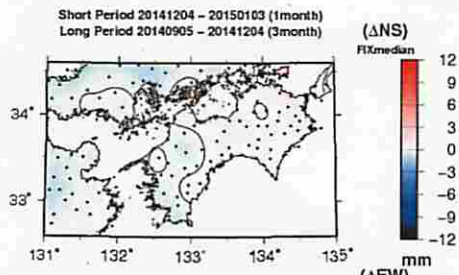 Short Period 20141204 – 20150103 (1month)
Long Period 20140905 – 20141204 (3month)
(ΔNS)
FIXmedian
12
9
6
3
0
−3
−6
−9
−12
mm
34°
33°
131°
132°
133°
134°
135°
(ΔEW)